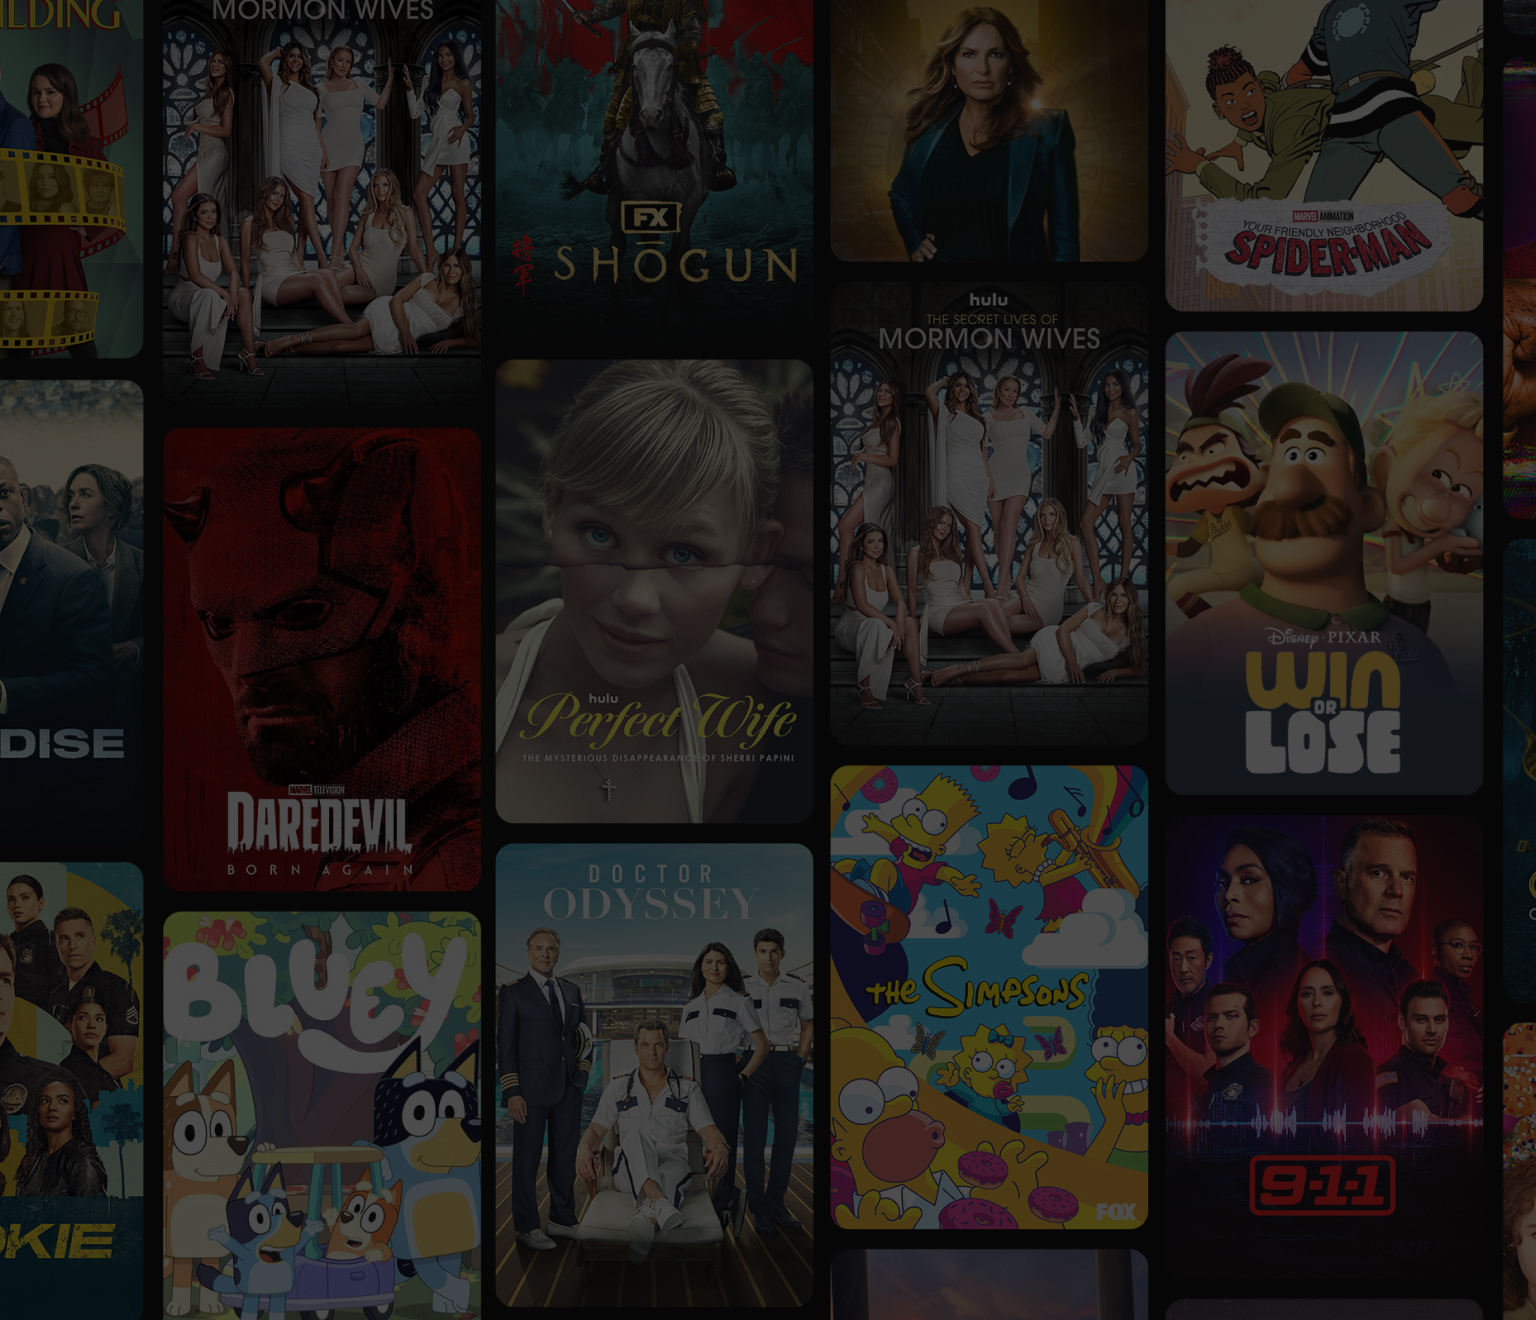 ILDING
DISE
OKIE
MORMON WIVES
MARVEL TELEVISION
DAREDEVIL
BORN AGAIN
BLUEY
FX
SHŌGUN
將軍
hulu
Perfect Wife
THE MYSTERIOUS DISAPPEARANCE OF SHERRI PAPINI
DOCTOR
ODYSSEY
hulu
THE SECRET LIVES OF
MORMON WIVES
THE SIMPSONS
FOX
MARVEL ANIMATION
YOUR FRIENDLY NEIGHBORHOOD
SPIDER-MAN
Disney · PIXAR
WIN
OR
LOSE
9-1-1